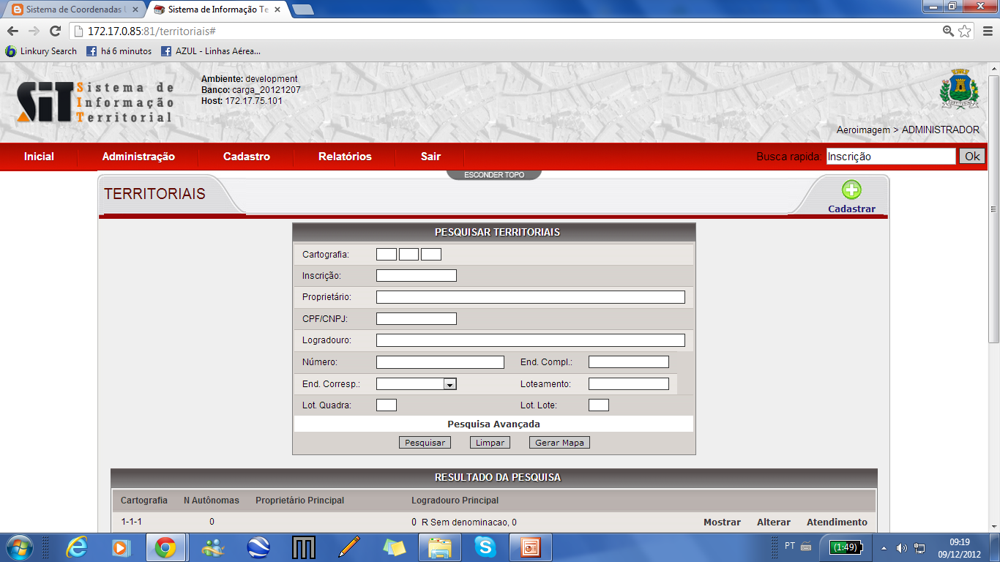 Sistema de Coordenadas
Sistema de Informação Te
172.17.0.85:81/territoriais#
Linkury Search
há 6 minutos
AZUL - Linhas Aérea...
SiT Sistema de
Informação
Territorial
Ambiente: development
Banco: carga_20121207
Host: 172.17.75.101
Aeroimagem > ADMINISTRADOR
Inicial
Administração
Cadastro
Relatórios
Sair
Busca rapida:
Inscrição
Ok
ESCONDER TOPO
TERRITORIAIS
Cadastrar
PESQUISAR TERRITORIAIS
Cartografia:
Inscrição:
Proprietário:
CPF/CNPJ:
Logradouro:
Número:
End. Compl.:
End. Corresp.:
Loteamento:
Lot. Quadra:
Lot. Lote:
Pesquisa Avançada
Pesquisar
Limpar
Gerar Mapa
RESULTADO DA PESQUISA
Cartografia
N Autônomas
Proprietário Principal
Logradouro Principal
1-1-1
0
0 R Sem denominacao, 0
Mostrar
Alterar
Atendimento
PT
(1:49)
09:19
09/12/2012